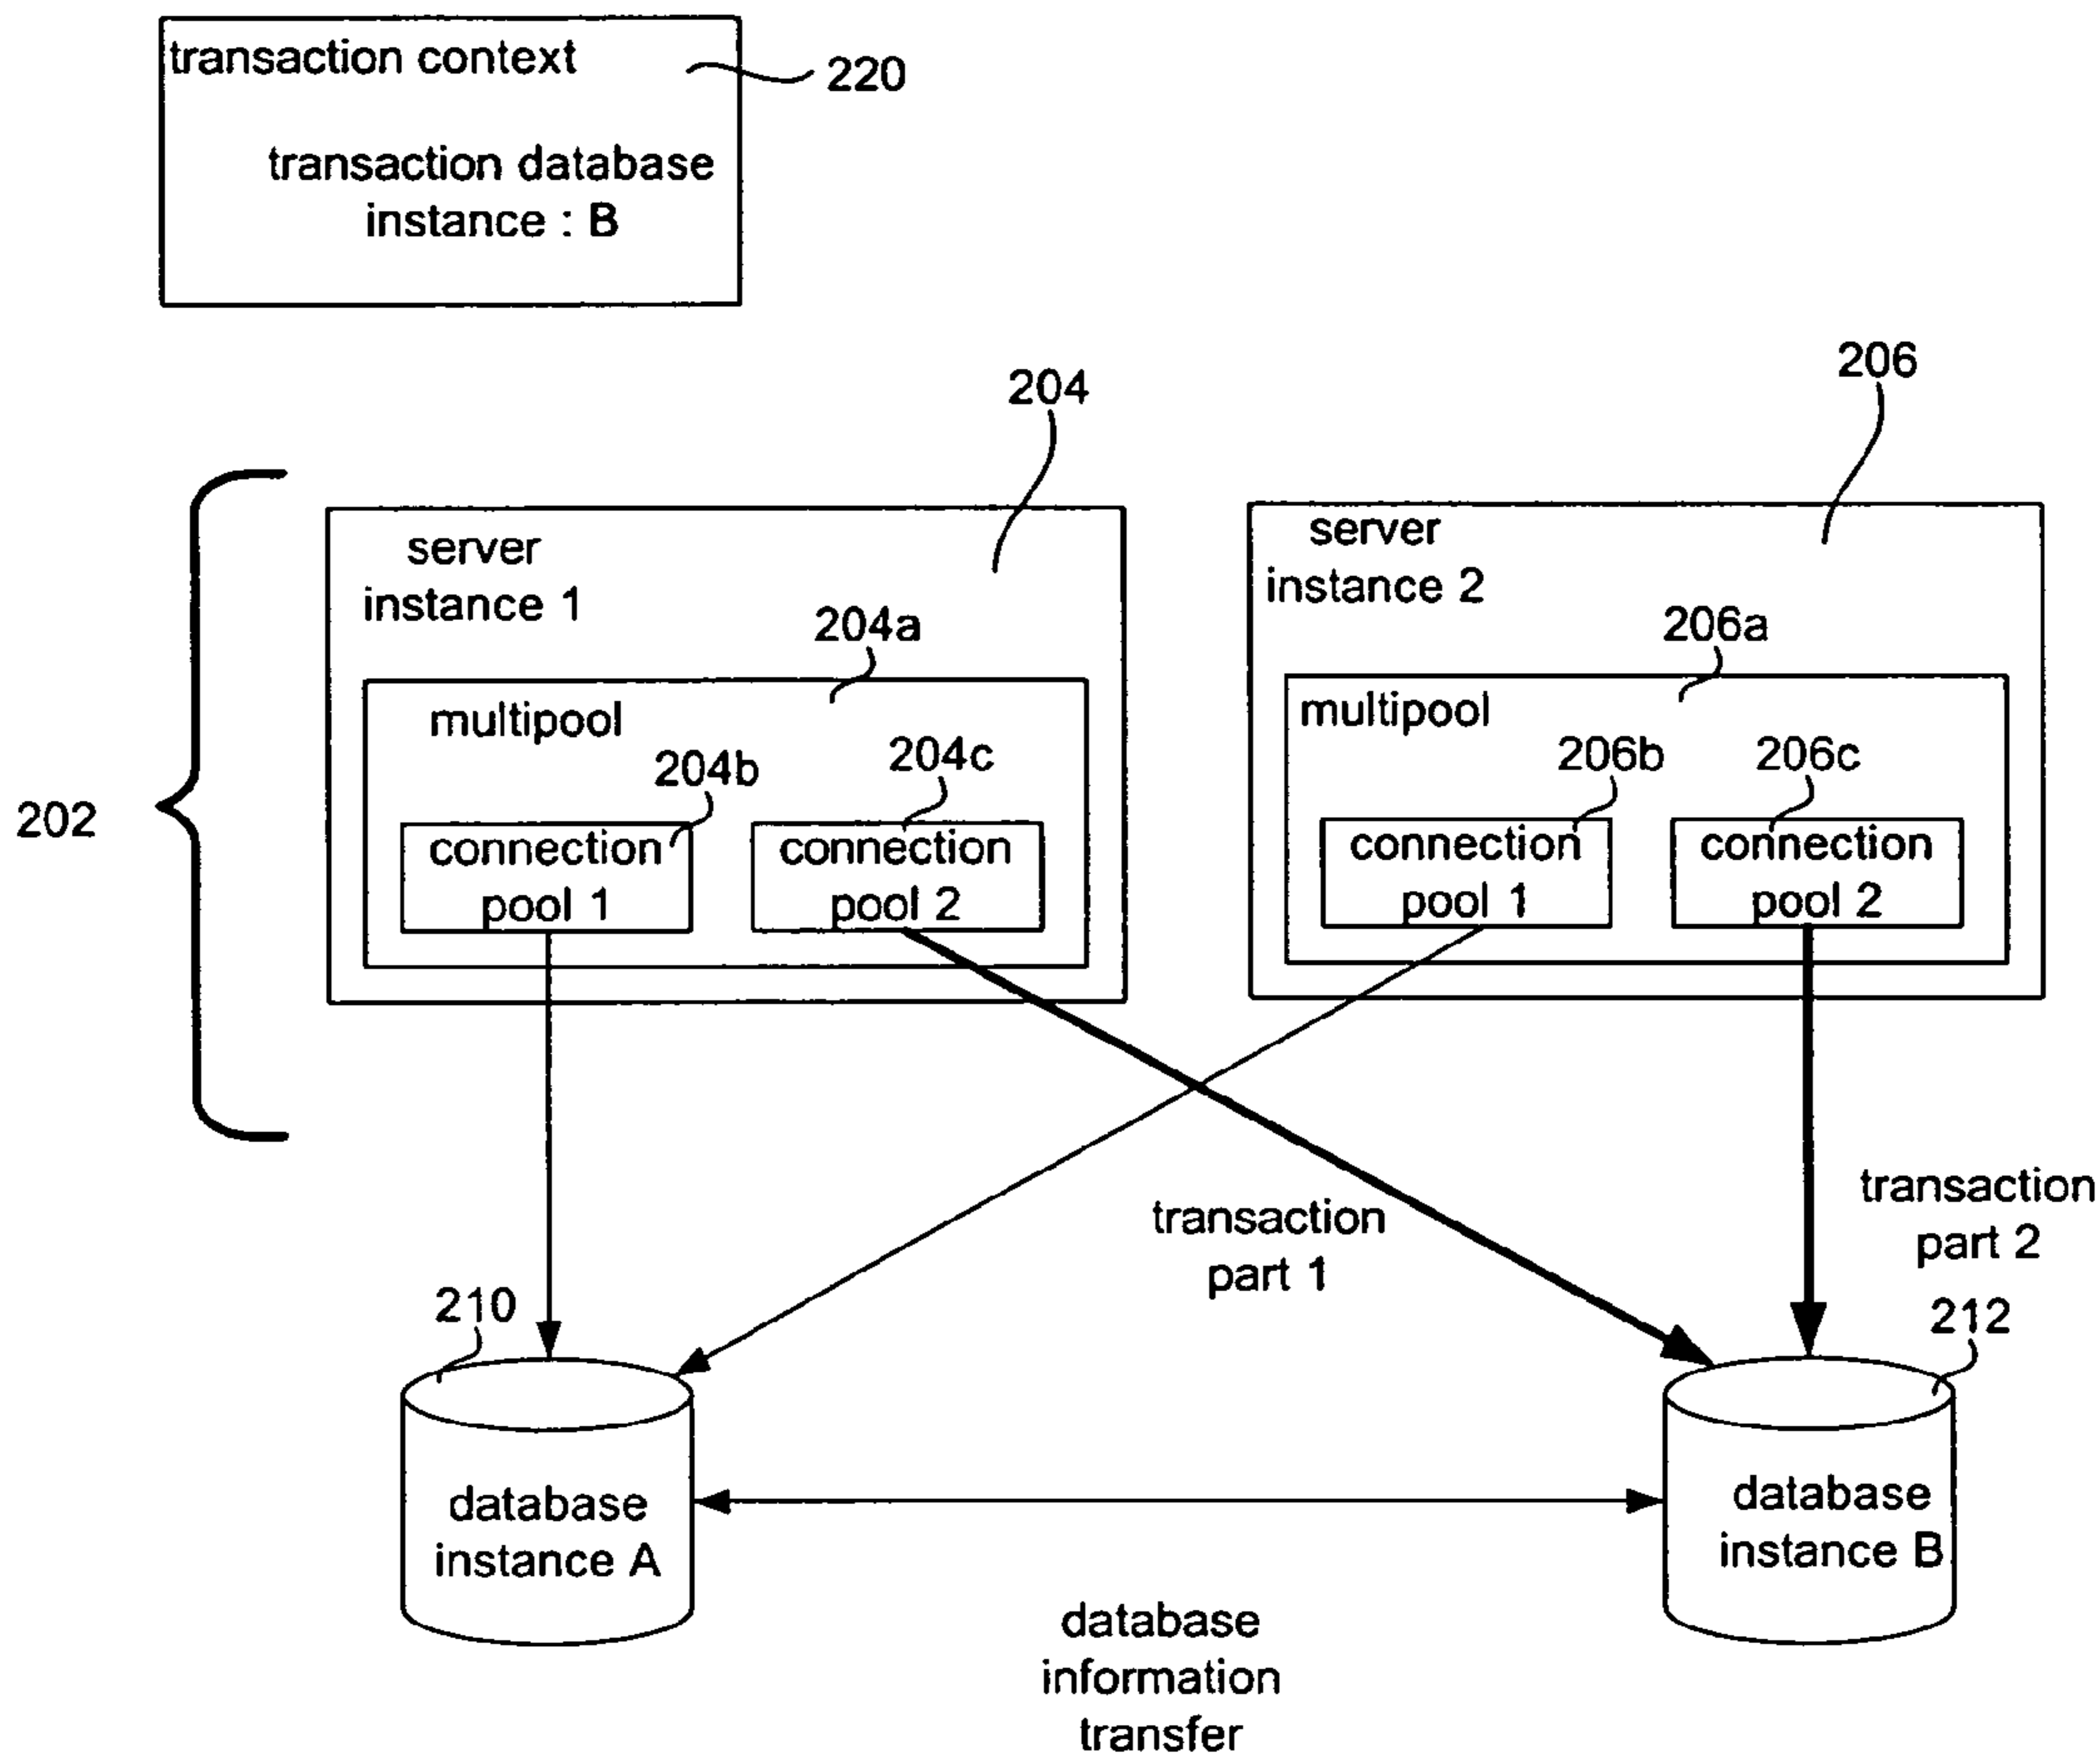 transaction context
220
transaction database
instance : B
204
206
202
server
instance 1
204a
multipool
204b
204c
connection
pool 1
connection
pool 2
server
instance 2
206a
multipool
206b
206c
connection
pool 1
connection
pool 2
transaction
part 1
transaction
part 2
210
212
database
instance A
database
instance B
database
information
transfer